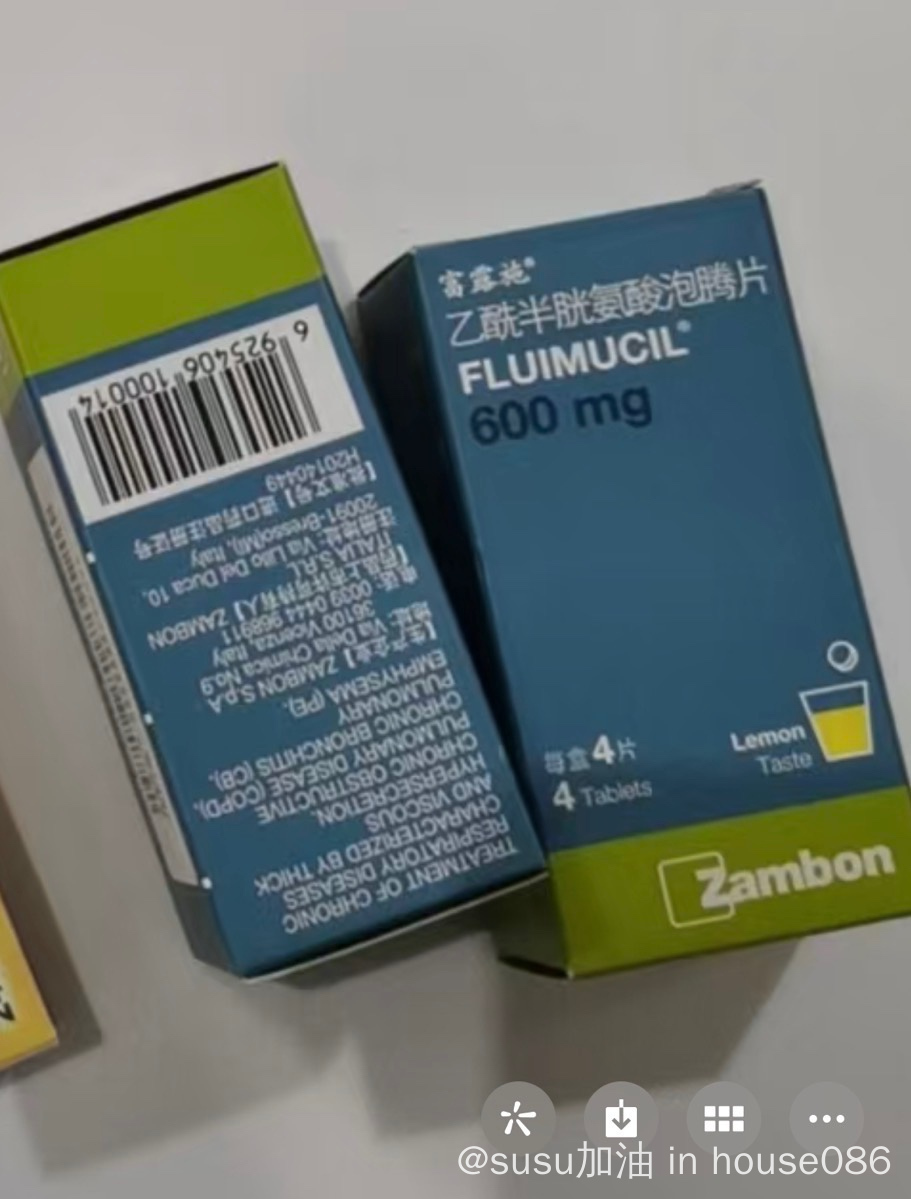 富露施®
乙酰半胱氨酸泡腾片
FLUIMUCIL®
600 mg
每盒4片
4 Tablets
Lemon
Taste
Zambon
TREATMENT OF CHRONIC
RESPIRATORY DISEASES
CHARACTERIZED BY THICK
AND VISCOUS
HYPERSECRETION.
CHRONIC OBSTRUCTIVE
PULMONARY DISEASE (COPD),
CHRONIC BRONCHITIS (CB),
PULMONARY
EMPHYSEMA (PE).
【生产企业】ZAMBON S.p.A
地址: Via Della Chimica No.9
36100 Vicenza, Italy
电话: 0039 0444 968911
【药品上市许可持有人】ZAMBON
ITALIA S.R.L.
注册地址: Via Lillo Del Duca 10,
20091-Bresso(MI), Italy
【批准文号】进口药品注册证号
H20140449
6 925406 100014
@susu加油 in house086